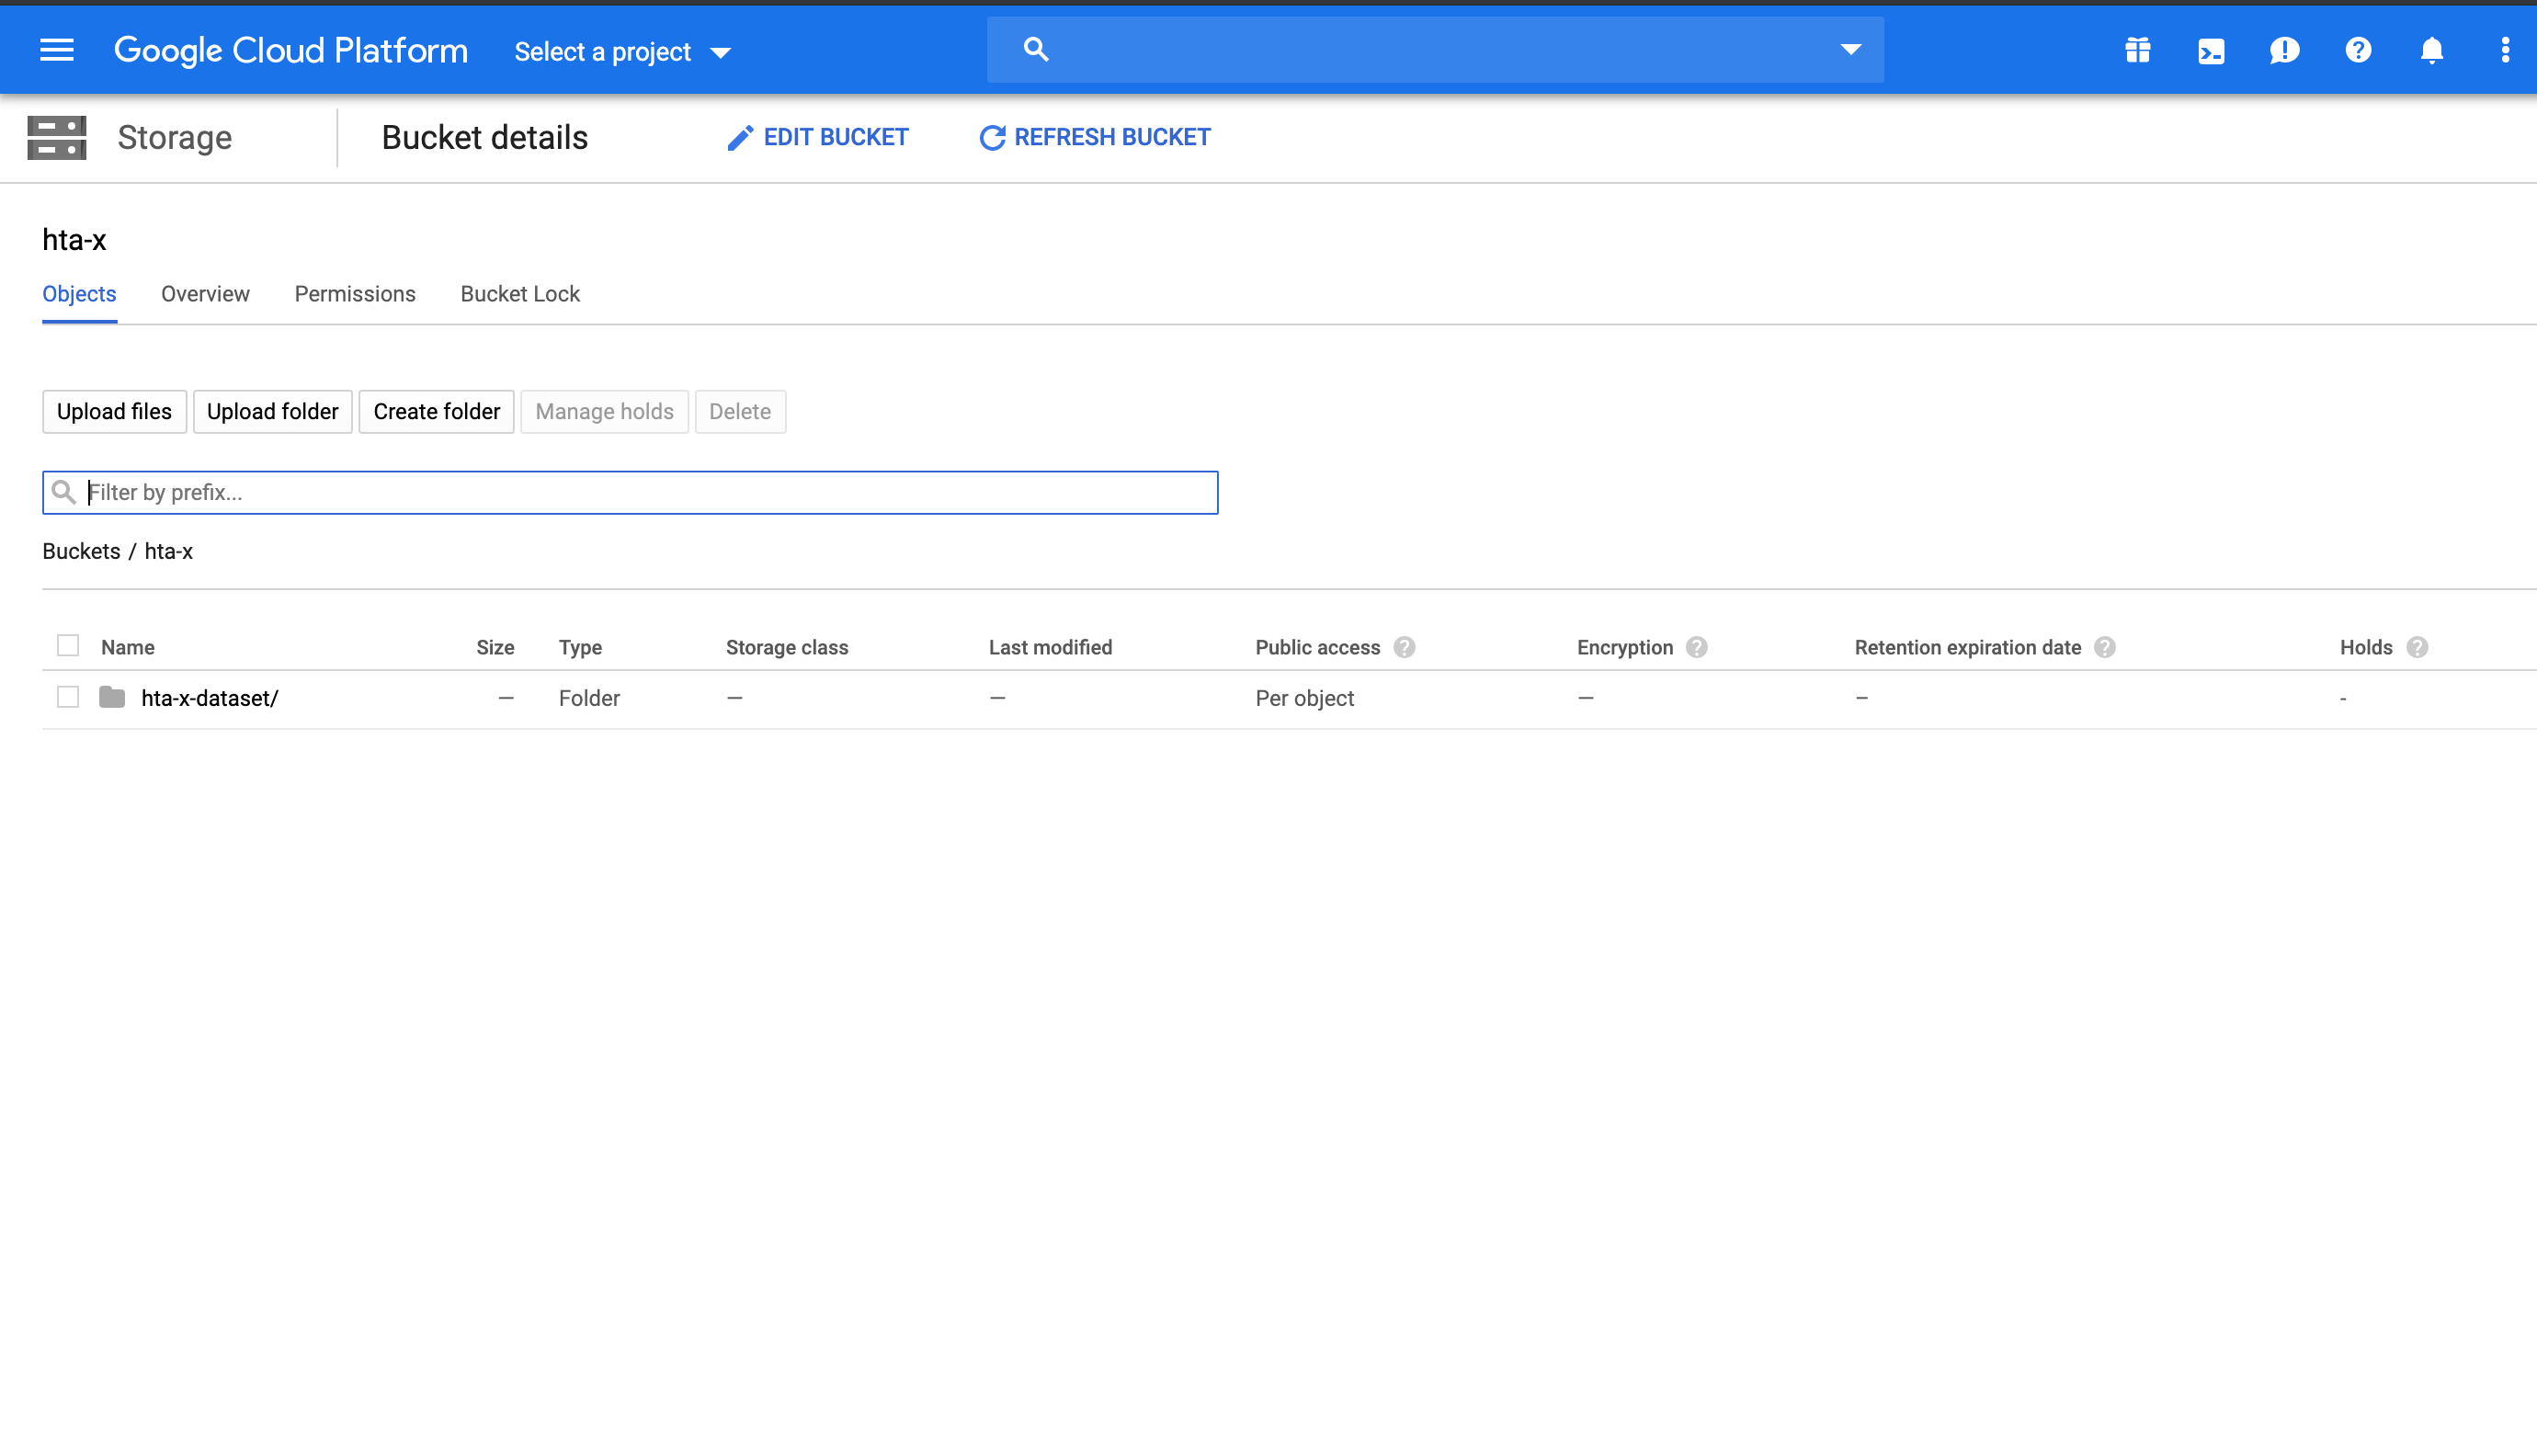 Google Cloud Platform Select a project
Storage Bucket details EDIT BUCKET REFRESH BUCKET
hta-x
Objects Overview Permissions Bucket Lock
Upload files Upload folder Create folder Manage holds Delete
Filter by prefix...
Buckets / hta-x
Name Size Type Storage class Last modified Public access Encryption Retention expiration date Holds
hta-x-dataset/ — Folder — — Per object — – -